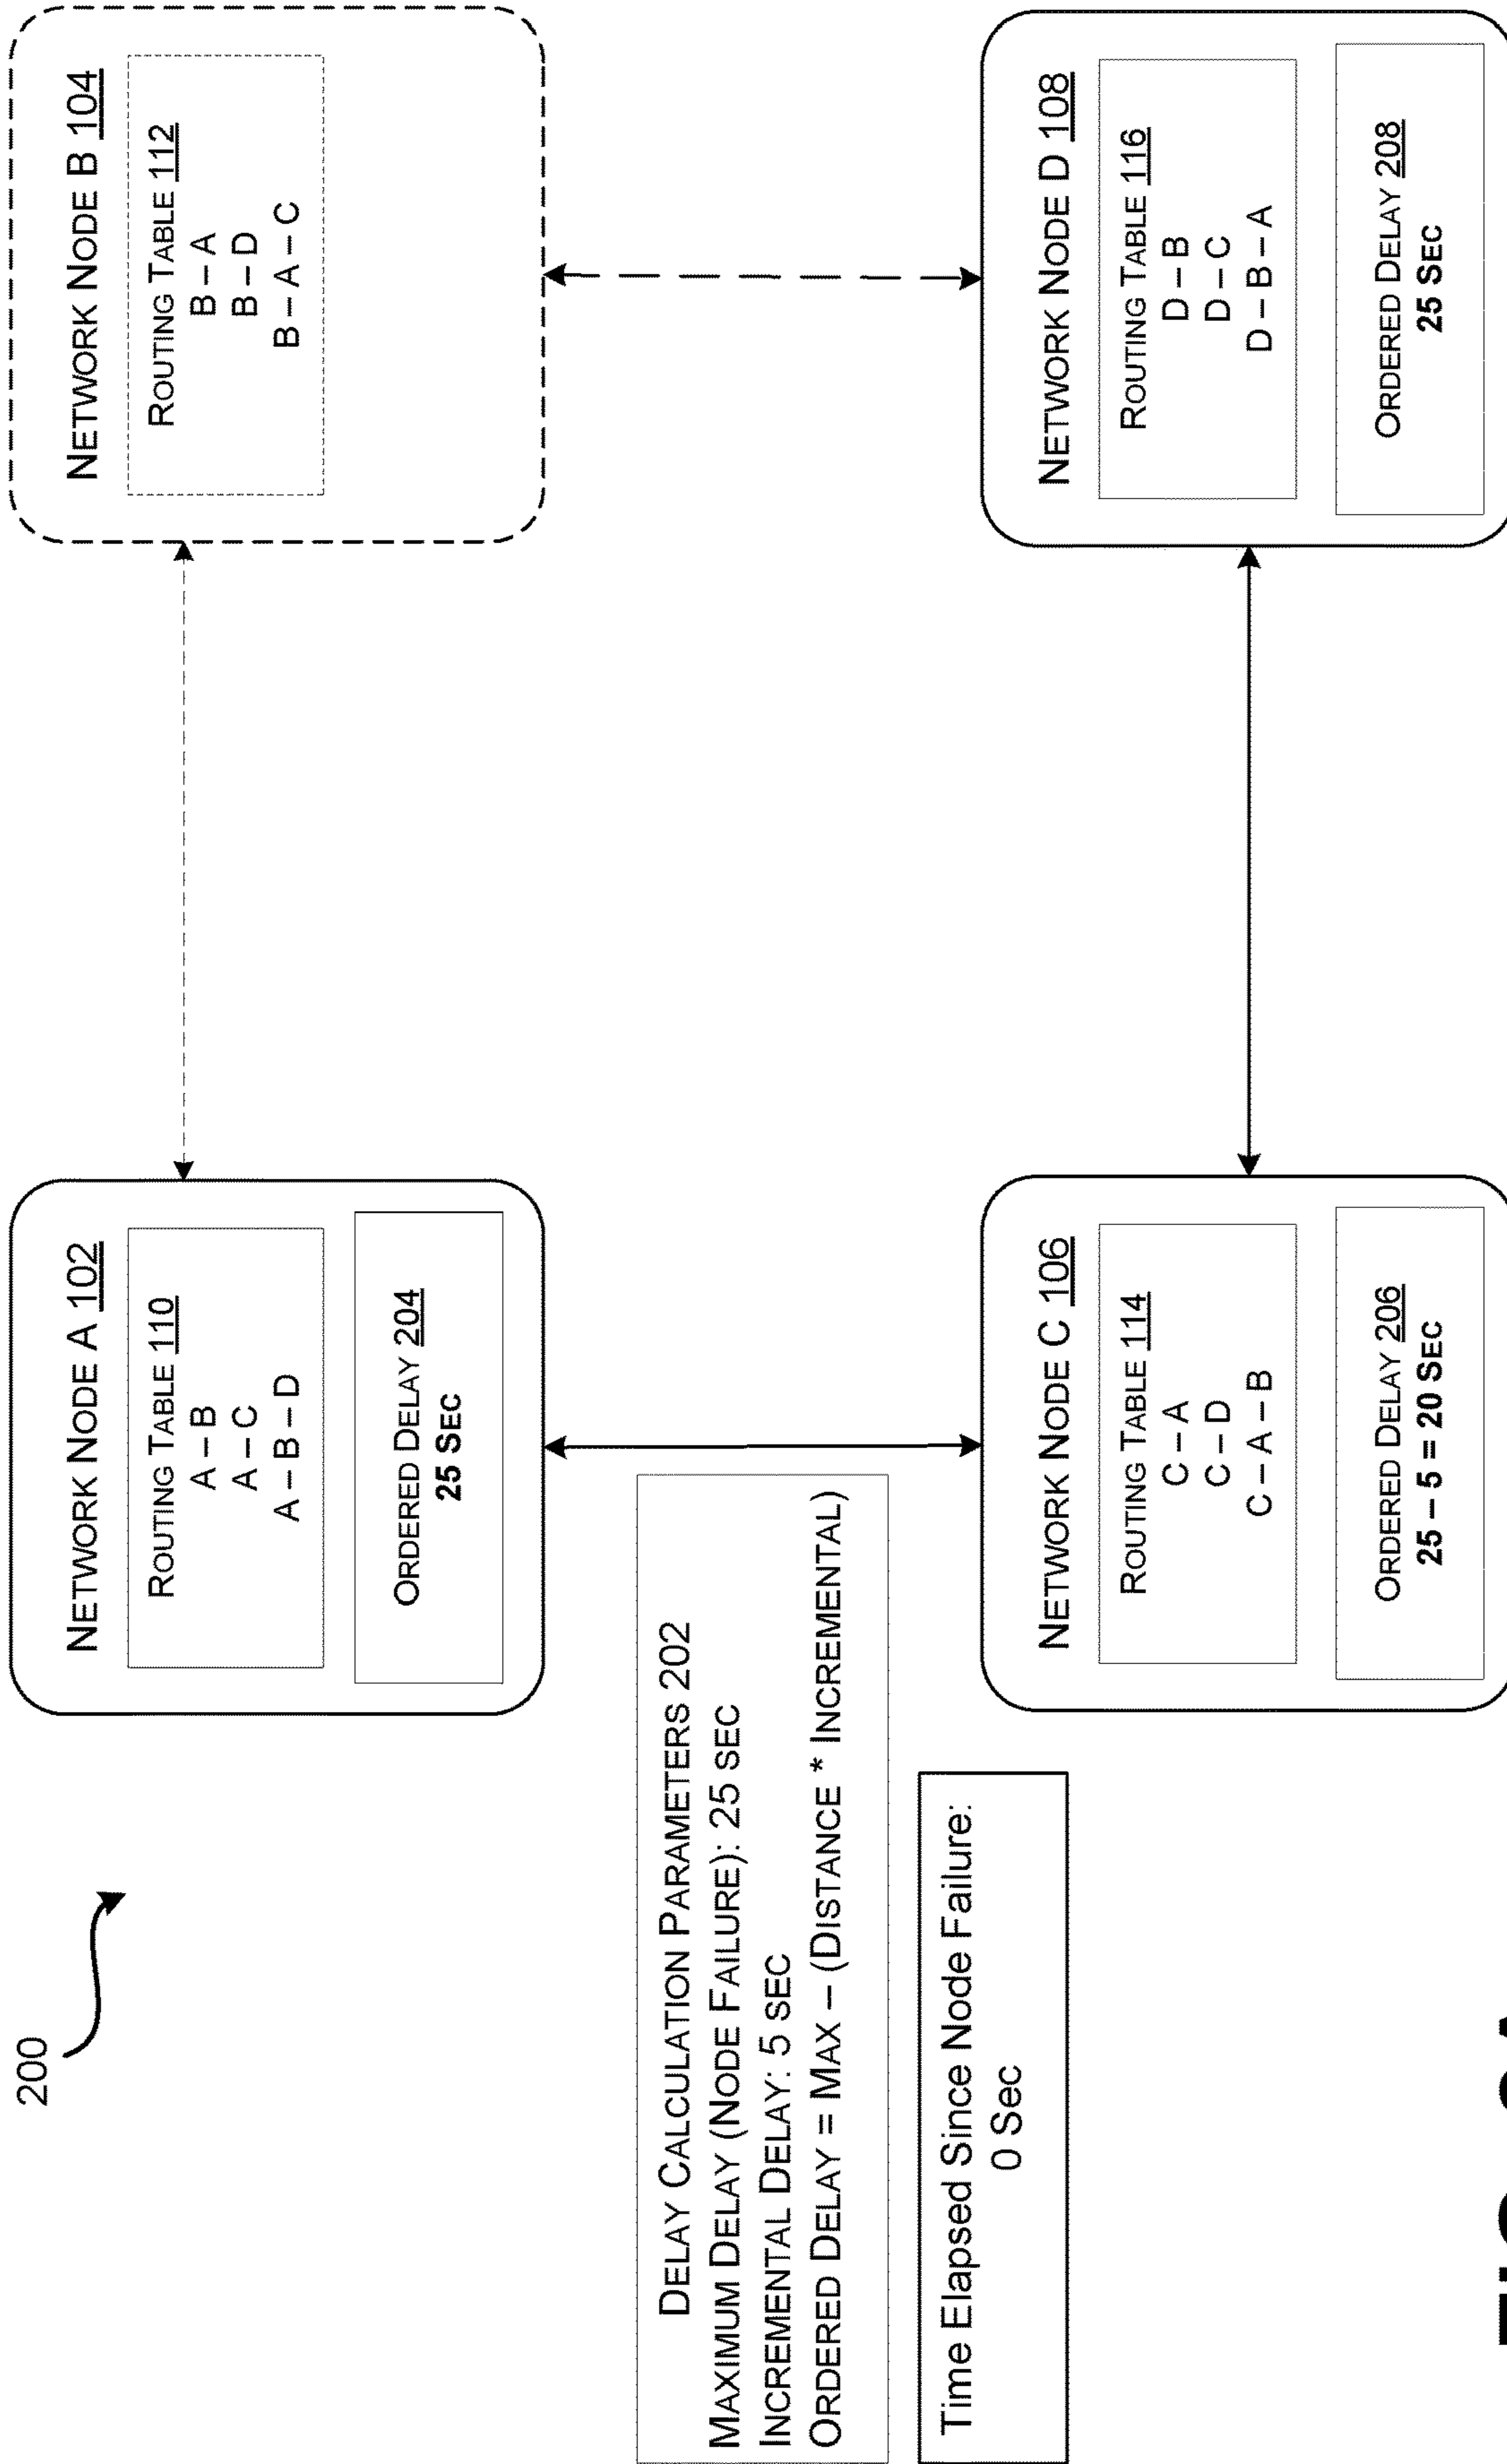 200
NETWORK NODE A 102
ROUTING TABLE 110
A – B
A – C
A – B – D
ORDERED DELAY 204
25 SEC
NETWORK NODE B 104
ROUTING TABLE 112
B – A
B – D
B – A – C
DELAY CALCULATION PARAMETERS 202
MAXIMUM DELAY (NODE FAILURE): 25 SEC
INCREMENTAL DELAY: 5 SEC
ORDERED DELAY = MAX – (DISTANCE * INCREMENTAL)
Time Elapsed Since Node Failure:
0 Sec
NETWORK NODE C 106
ROUTING TABLE 114
C – A
C – D
C – A – B
ORDERED DELAY 206
25 – 5 = 20 SEC
NETWORK NODE D 108
ROUTING TABLE 116
D – B
D – C
D – B – A
ORDERED DELAY 208
25 SEC